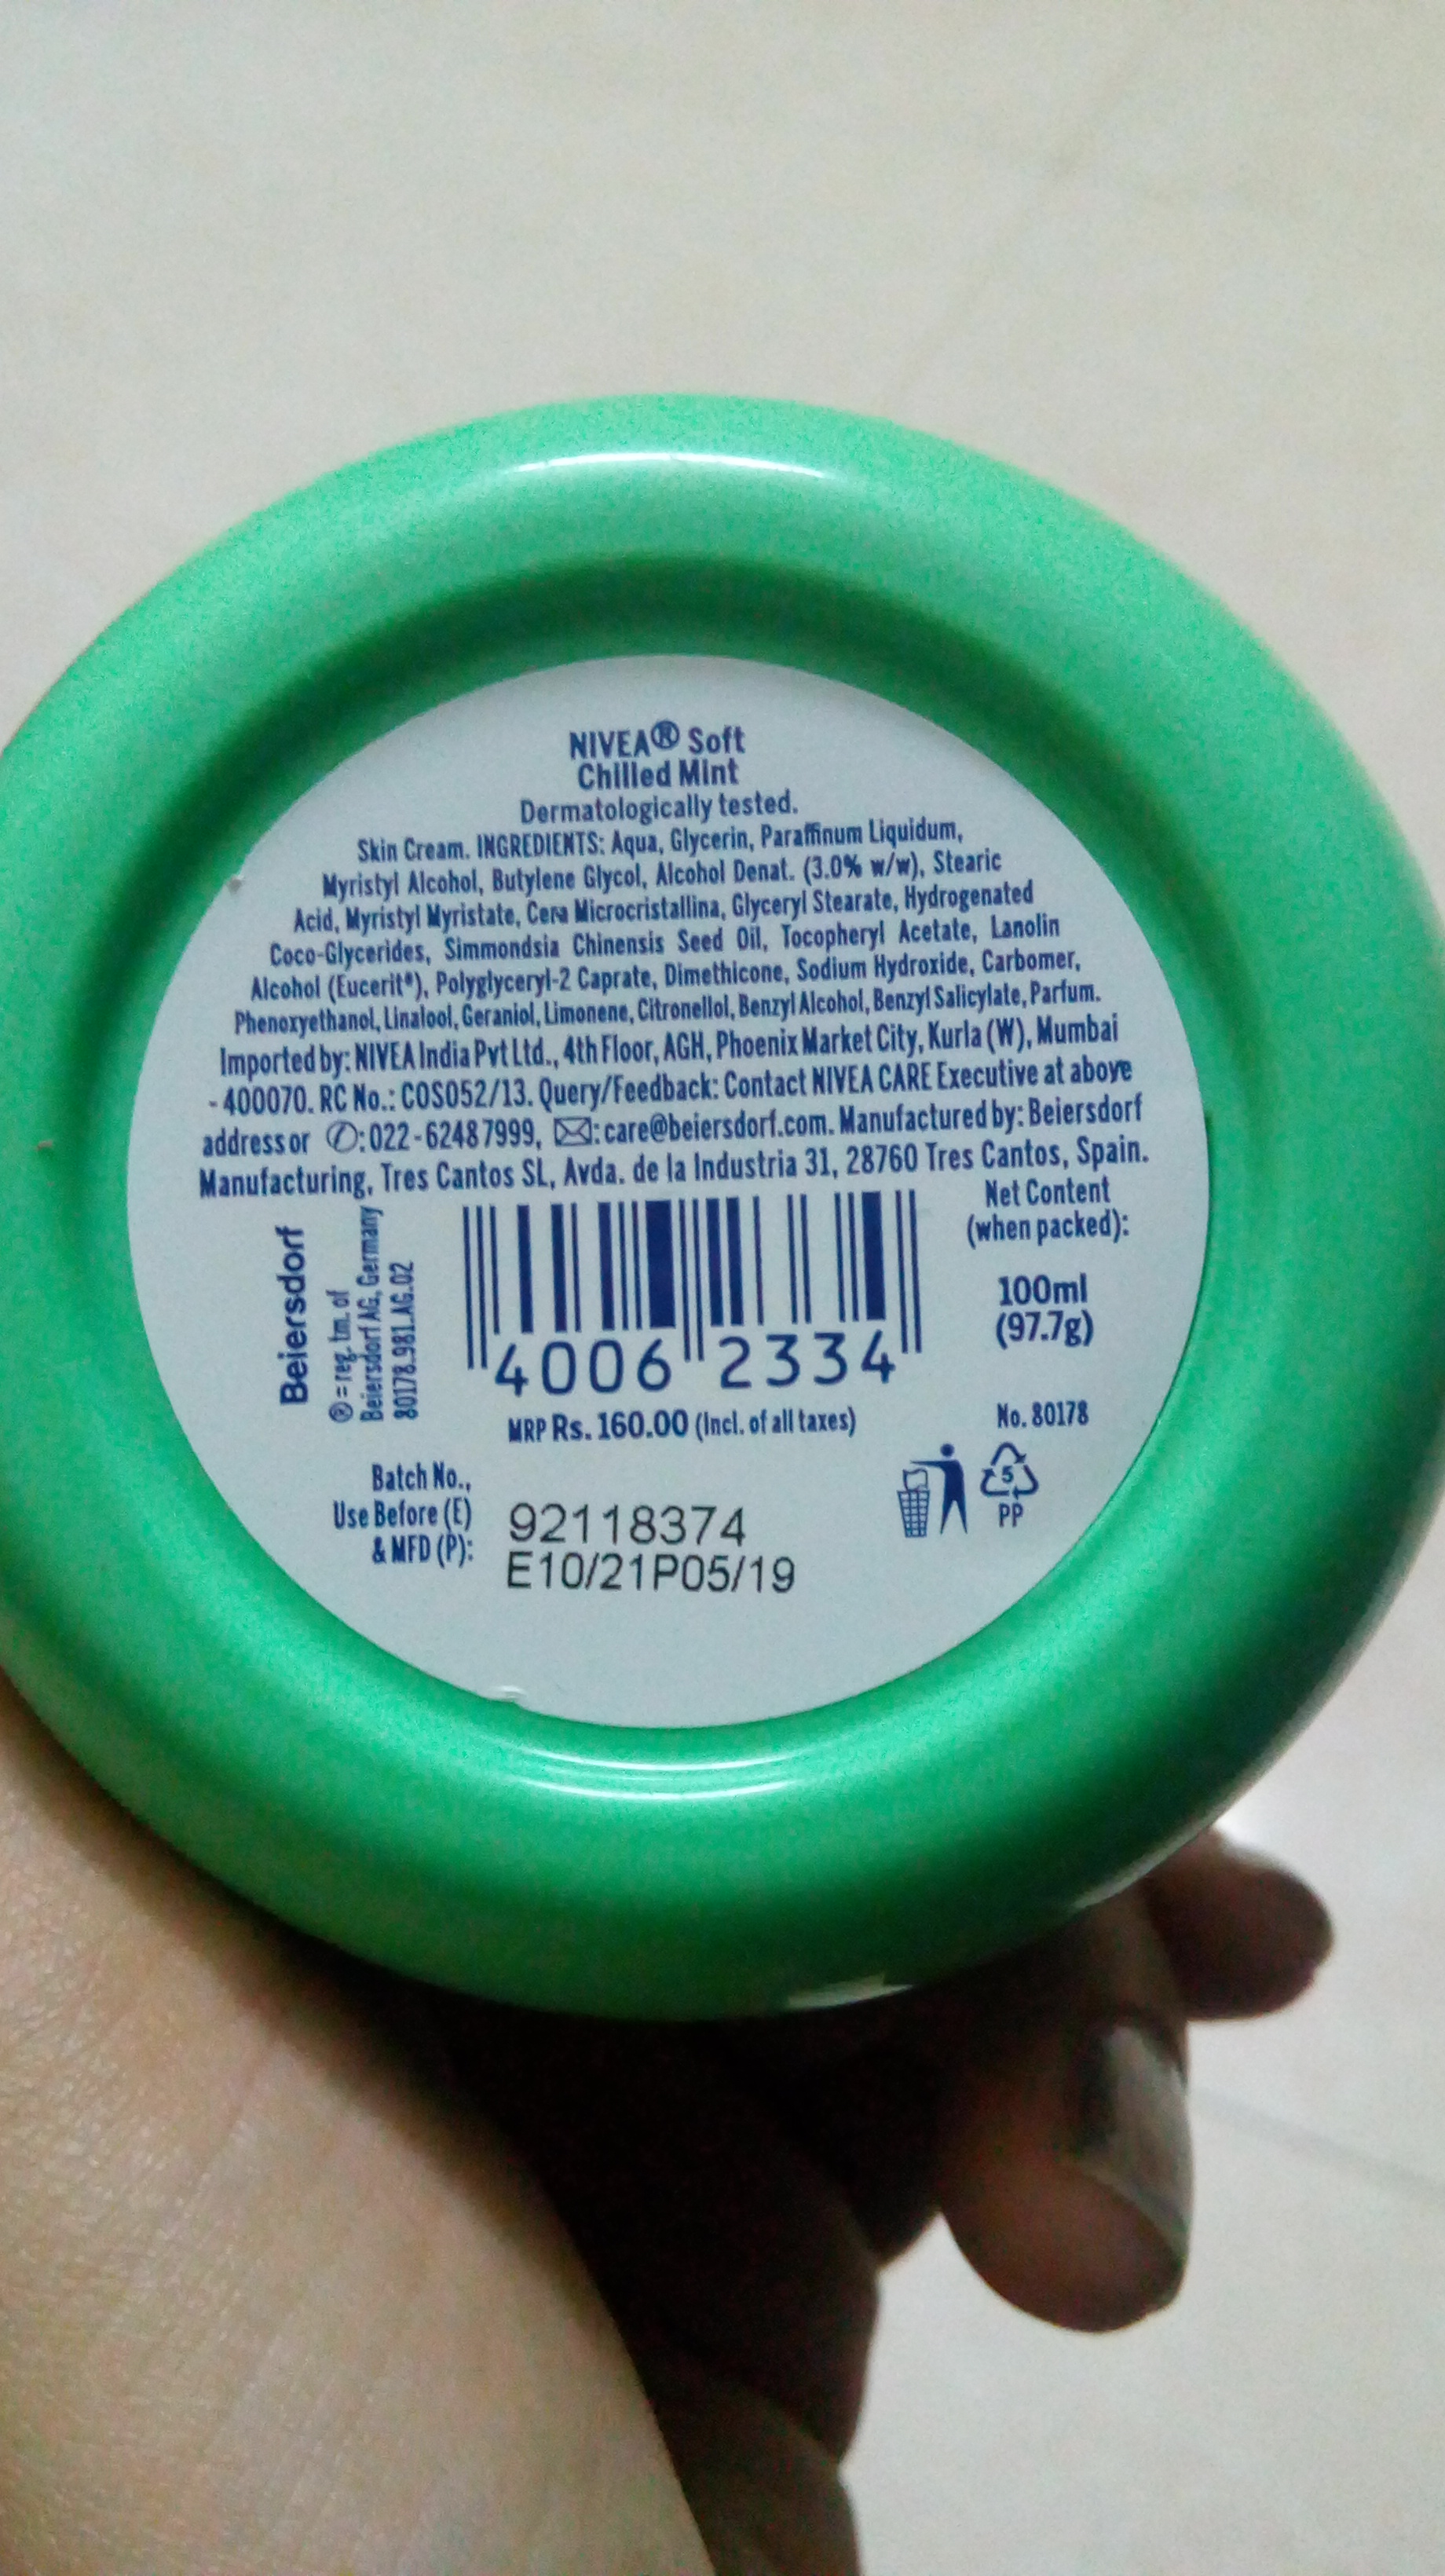 NIVEA® Soft
Chilled Mint
Dermatologically tested.
Skin Cream. INGREDIENTS: Aqua, Glycerin, Paraffinum Liquidum,
Myristyl Alcohol, Butylene Glycol, Alcohol Denat. (3.0% w/w), Stearic
Acid, Myristyl Myristate, Cera Microcristallina, Glyceryl Stearate, Hydrogenated
Coco-Glycerides, Simmondsia Chinensis Seed Oil, Tocopheryl Acetate, Lanolin
Alcohol (Eucerit®), Polyglyceryl-2 Caprate, Dimethicone, Sodium Hydroxide, Carbomer,
Phenoxyethanol, Linalool, Geraniol, Limonene, Citronellol, Benzyl Alcohol, Benzyl Salicylate, Parfum.
Imported by: NIVEA India Pvt Ltd., 4th Floor, AGH, Phoenix Market City, Kurla (W), Mumbai
- 400070. RC No.: COS052/13. Query/Feedback: Contact NIVEA CARE Executive at above
address or ✆: 022-62487999, ✉: care@beiersdorf.com. Manufactured by: Beiersdorf
Manufacturing, Tres Cantos SL, Avda. de la Industria 31, 28760 Tres Cantos, Spain.
Beiersdorf
® = reg. tm. of
Beiersdorf AG, Germany
80178.981.AG.02
4006 2334
Net Content
(when packed):
100ml
(97.7g)
MRP Rs. 160.00 (Incl. of all taxes)
No. 80178
Batch No.,
Use Before (E)
& MFD (P):
92118374
E10/21P05/19
5
PP